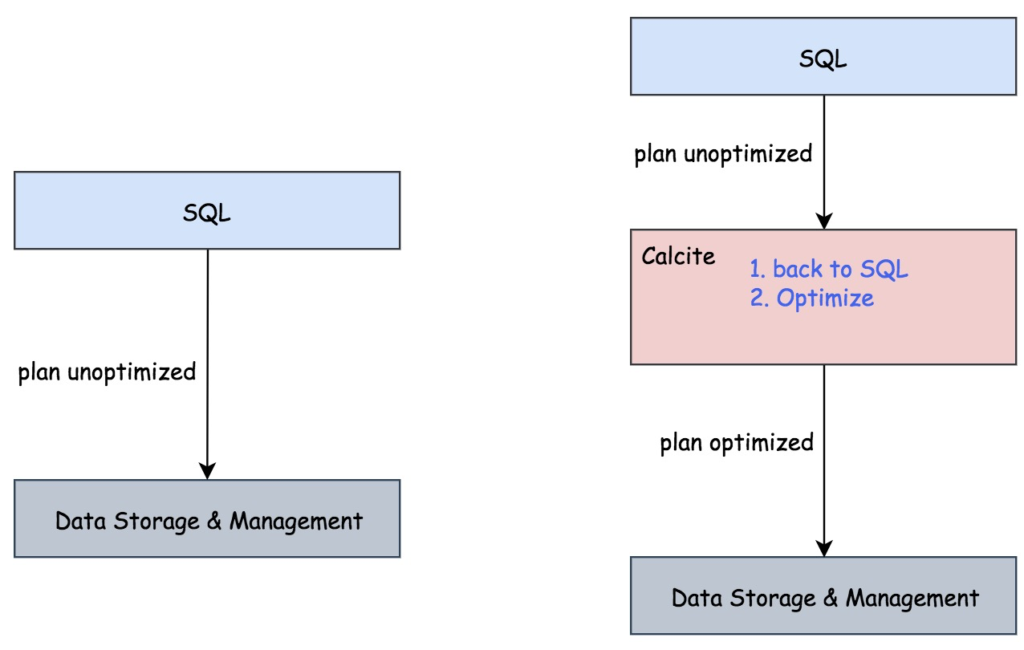 SQL
plan unoptimized
Data Storage & Management
SQL
plan unoptimized
Calcite
1. back to SQL
2. Optimize
plan optimized
Data Storage & Management